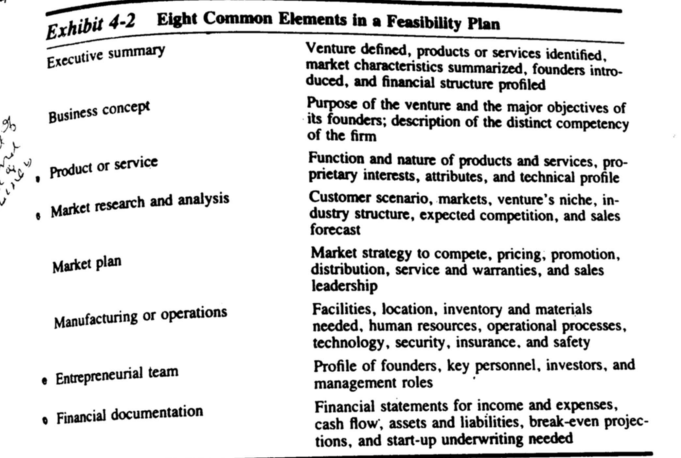 Exhibit 4-2 Eight Common Elements in a Feasibility Plan
Executive summary
Venture defined, products or services identified,
market characteristics summarized, founders intro-
duced, and financial structure profiled
Business concept
Purpose of the venture and the major objectives of
its founders; description of the distinct competency
of the firm
Product or service
Function and nature of products and services, pro-
prietary interests, attributes, and technical profile
Market research and analysis
Customer scenario, markets, venture's niche, in-
dustry structure, expected competition, and sales
forecast
Market plan
Market strategy to compete, pricing, promotion,
distribution, service and warranties, and sales
leadership
Manufacturing or operations
Facilities, location, inventory and materials
needed, human resources, operational processes,
technology, security, insurance, and safety
Entrepreneurial team
Profile of founders, key personnel, investors, and
management roles
Financial documentation
Financial statements for income and expenses,
cash flow, assets and liabilities, break-even projec-
tions, and start-up underwriting needed